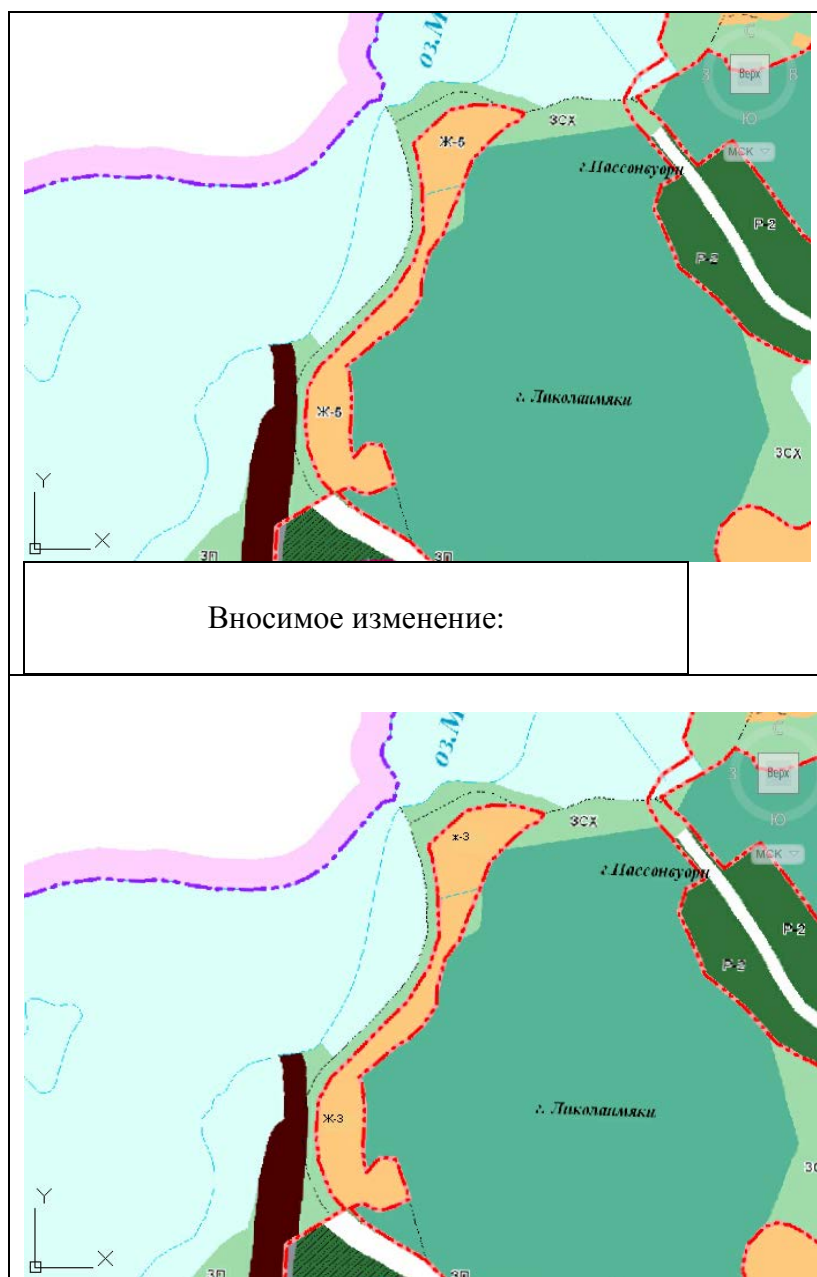 оз.М
С
З
Верх
В
Ю
МСК
Ж-5
ЗСХ
г.Пассонвуори
Р-2
Р-2
г. Ликолаимяки
Ж-5
ЗСХ
Y
X
ЗП
ЗП
Вносимое изменение:
оз.М
С
З
Верх
Ю
МСК
ж-3
ЗСХ
г.Пассонвуори
Р-2
Р-2
г. Ликолаимяки
Ж-3
Y
X
ЗП
ЗП